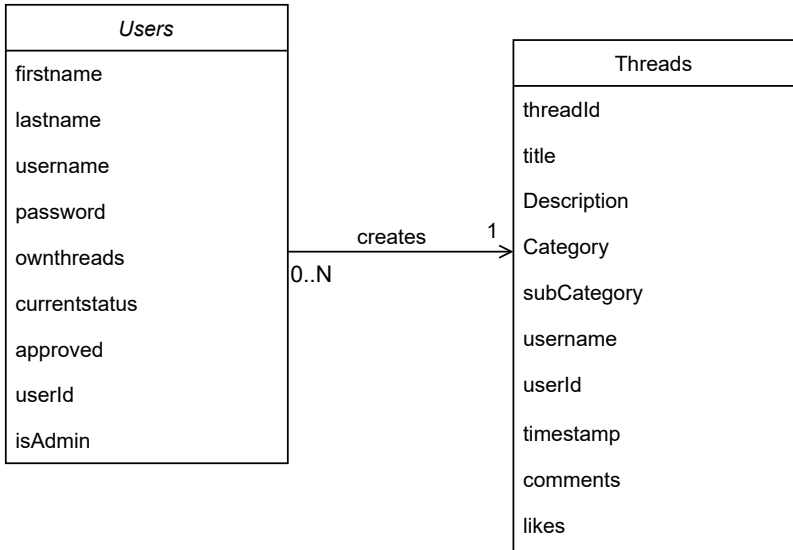 Users
firstname
lastname
username
password
ownthreads
currentstatus
approved
userId
isAdmin
creates
1
0..N
Threads
threadId
title
Description
Category
subCategory
username
userId
timestamp
comments
likes